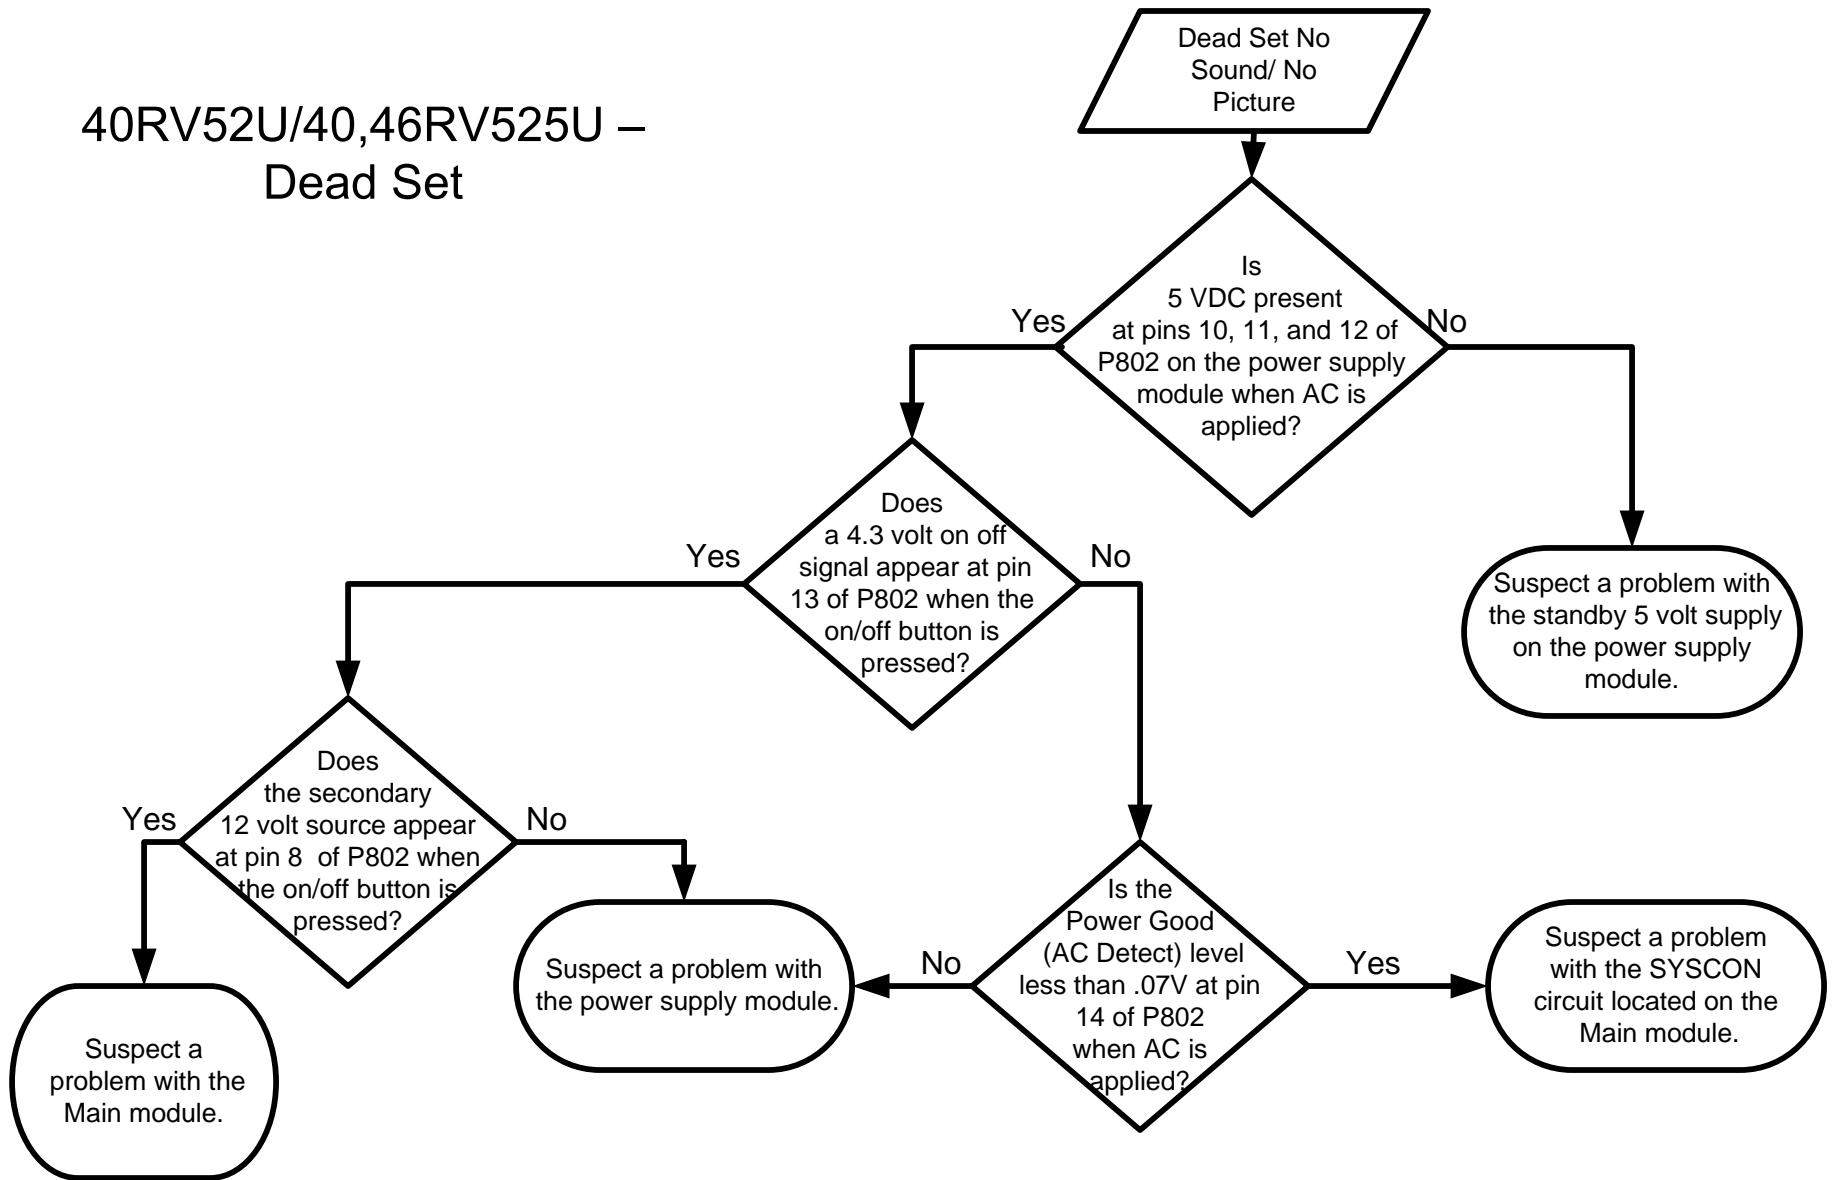 40RV52U/40,46RV525U –
Dead Set
Dead Set No
Sound/ No
Picture
Is
5 VDC present
at pins 10, 11, and 12 of
P802 on the power supply
module when AC is
applied?
Yes
No
Does
a 4.3 volt on off
signal appear at pin
13 of P802 when the
on/off button is
pressed?
Yes
No
Suspect a problem with
the standby 5 volt supply
on the power supply
module.
Does
the secondary
12 volt source appear
at pin 8 of P802 when
the on/off button is
pressed?
Yes
No
Is the
Power Good
(AC Detect) level
less than .07V at pin
14 of P802
when AC is
applied?
No
Yes
Suspect a
problem with the
Main module.
Suspect a problem with
the power supply module.
Suspect a problem
with the SYSCON
circuit located on the
Main module.